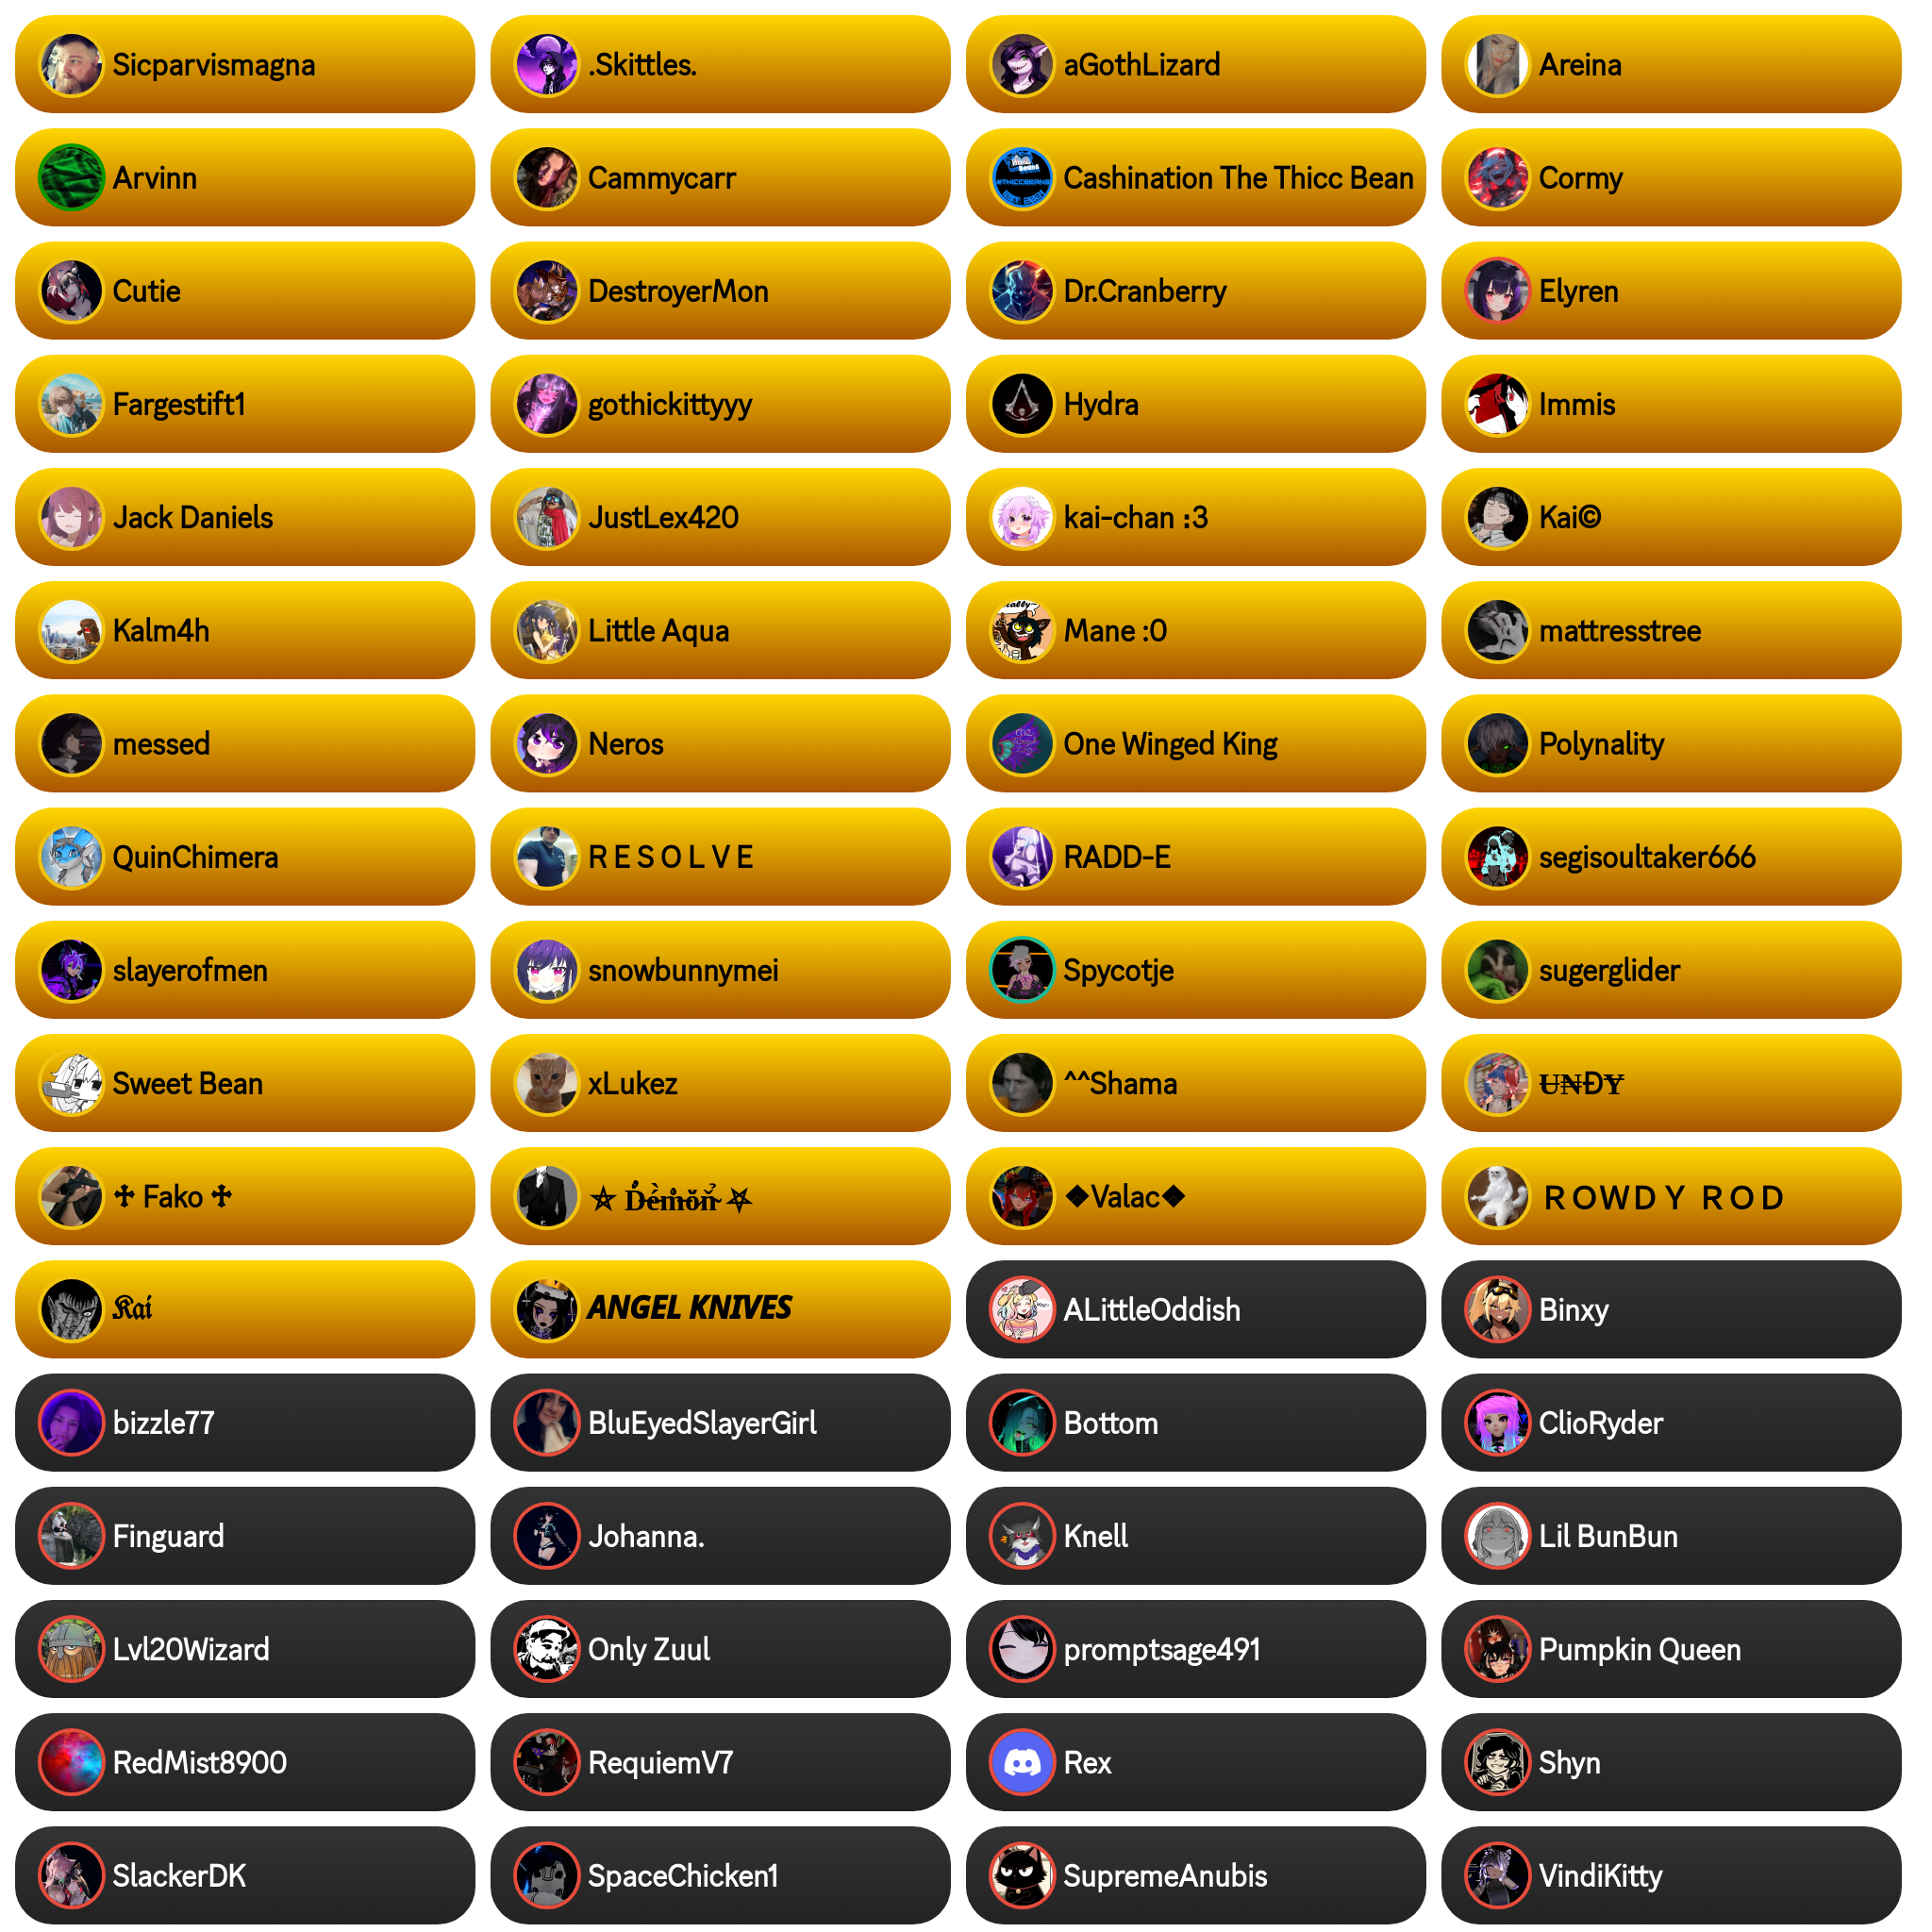 Sicparvismagna
.Skittles.
aGothLizard
Areina
Arvinn
Cammycarr
Cashination The Thicc Bean
Cormy
Cutie
DestroyerMon
Dr.Cranberry
Elyren
Fargestift1
gothickittyyy
Hydra
Immis
Jack Daniels
JustLex420
kai-chan :3
Kai©
Kalm4h
Little Aqua
Mane :0
mattresstree
messed
Neros
One Winged King
Polynality
QuinChimera
R E S O L V E
RADD-E
segisoultaker666
slayerofmen
snowbunnymei
Spycotje
sugerglider
Sweet Bean
xLukez
^^Shama
U̶N̶ĐY̶
♱ Fako ♱
⛤ D̴é̴m̴o̴n̴ ⛧
❖Valac❖
ＲＯＷＤＹ ＲＯＤ
𝕶𝖆𝖎
ANGEL KNIVES
ALittleOddish
Binxy
bizzle77
BluEyedSlayerGirl
Bottom
ClioRyder
Finguard
Johanna.
Knell
Lil BunBun
Lvl20Wizard
Only Zuul
promptsage491
Pumpkin Queen
RedMist8900
RequiemV7
Rex
Shyn
SlackerDK
SpaceChicken1
SupremeAnubis
VindiKitty